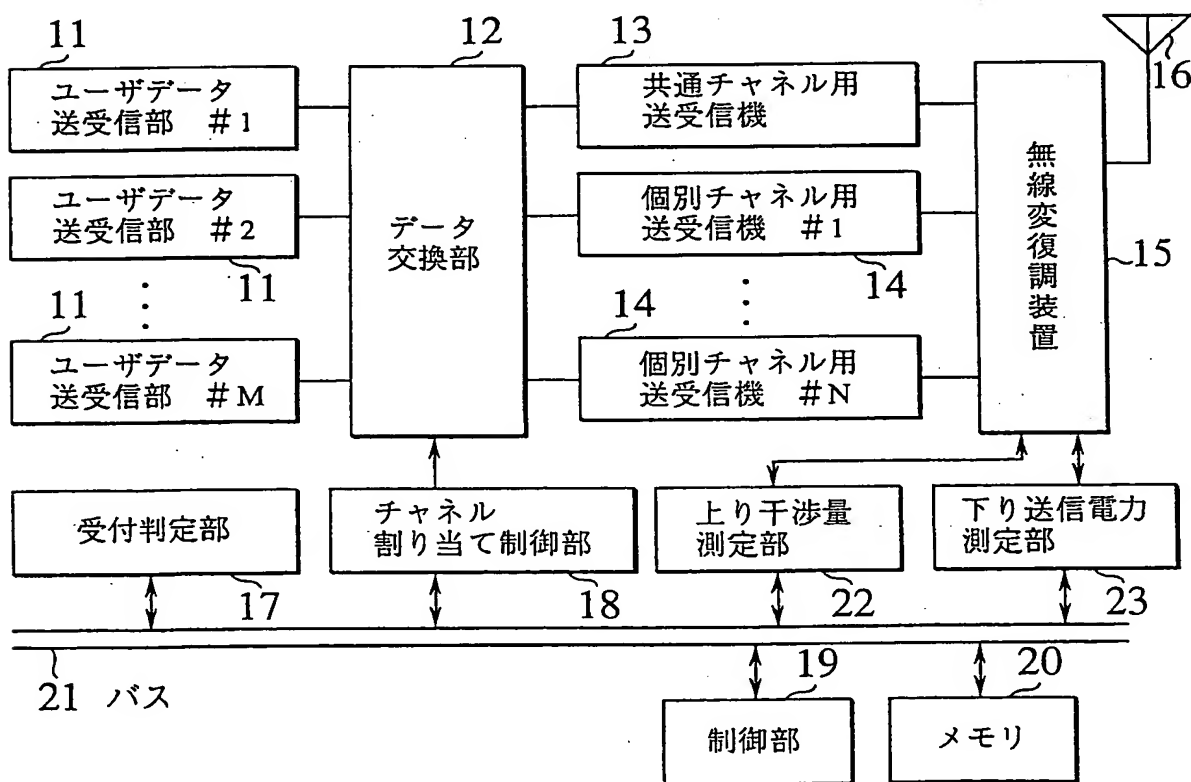 11
12
13
16
ユーザデータ
送受信部 #1
共通チャネル用
送受信機
ユーザデータ
送受信部 #2
11
データ
交換部
個別チャネル用
送受信機 #1
14
無線変復調装置
15
11
ユーザデータ
送受信部 #M
14
個別チャネル用
送受信機 #N
受付判定部
17
チャネル
割り当て制御部
18
上り干渉量
測定部
22
下り送信電力
測定部
23
21 バス
19
制御部
20
メモリ